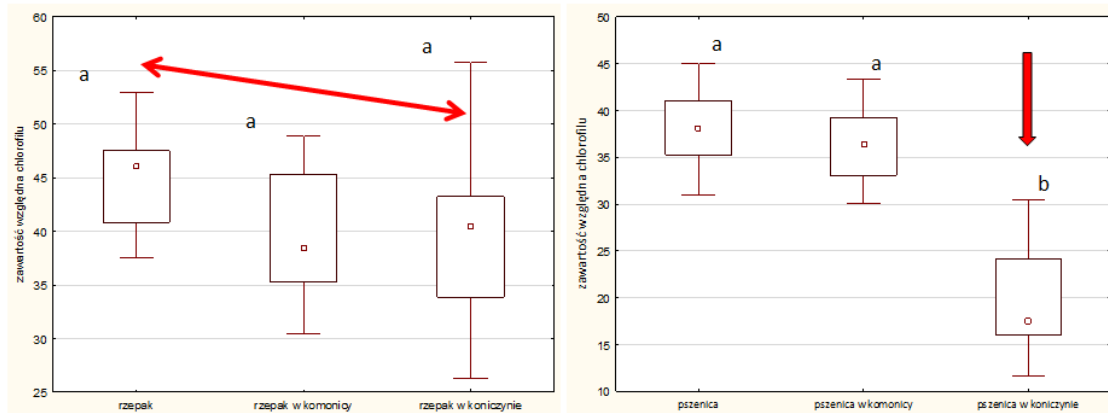 zawartość względna chlorofilu
60
55
50
45
40
35
30
25
a
a
a
rzepak
rzepak w komonicy
rzepak w koniczynie
zawartość względna chlorofilu
50
45
40
35
30
25
20
15
10
a
a
b
pszenica
pszenica w komonicy
pszenica w koniczynie